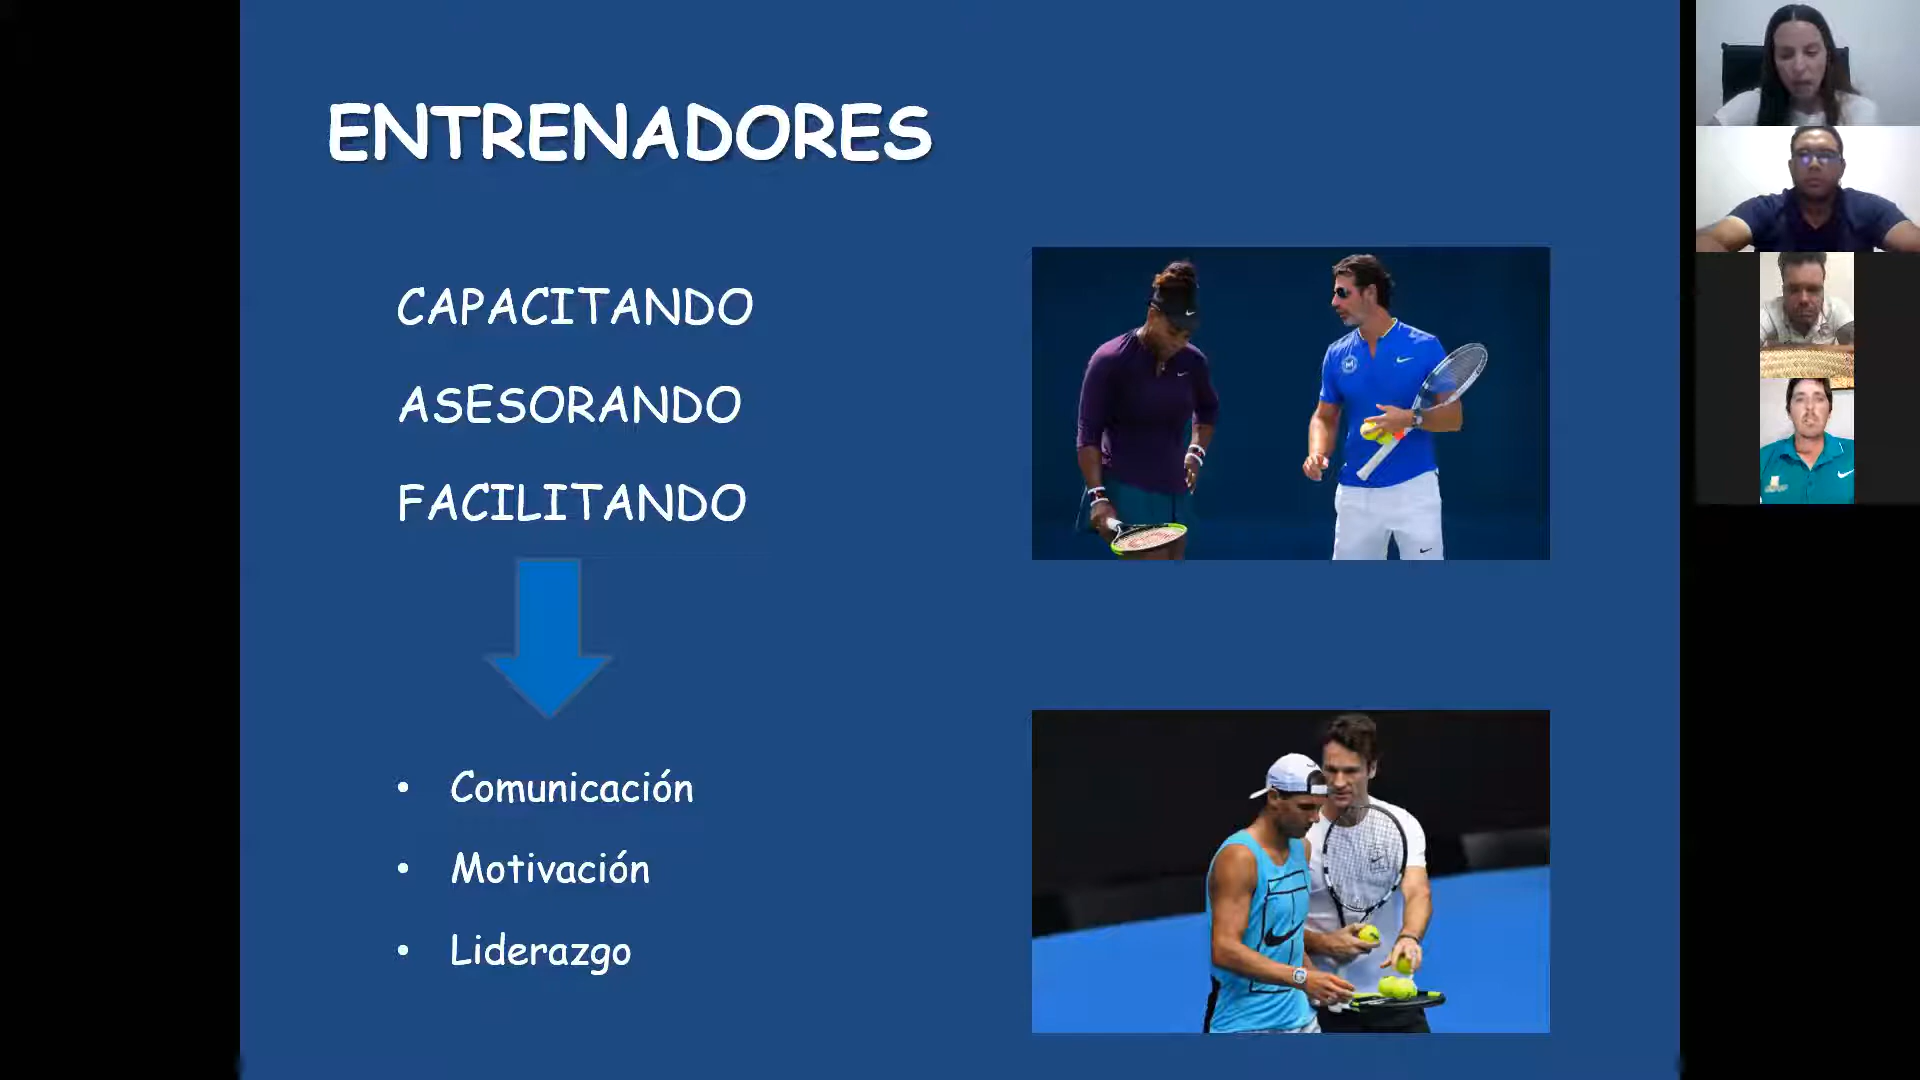 ENTRENADORES
CAPACITANDO
ASESORANDO
FACILITANDO
• Comunicación
• Motivación
• Liderazgo